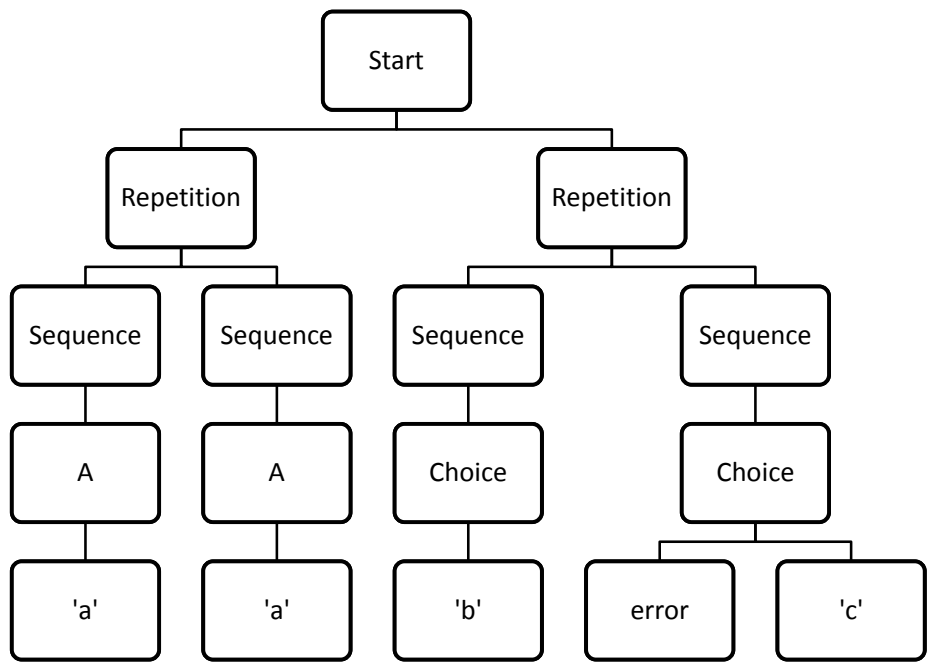 Start
Repetition
Repetition
Sequence
Sequence
Sequence
Sequence
A
A
Choice
Choice
'a'
'a'
'b'
error
'c'